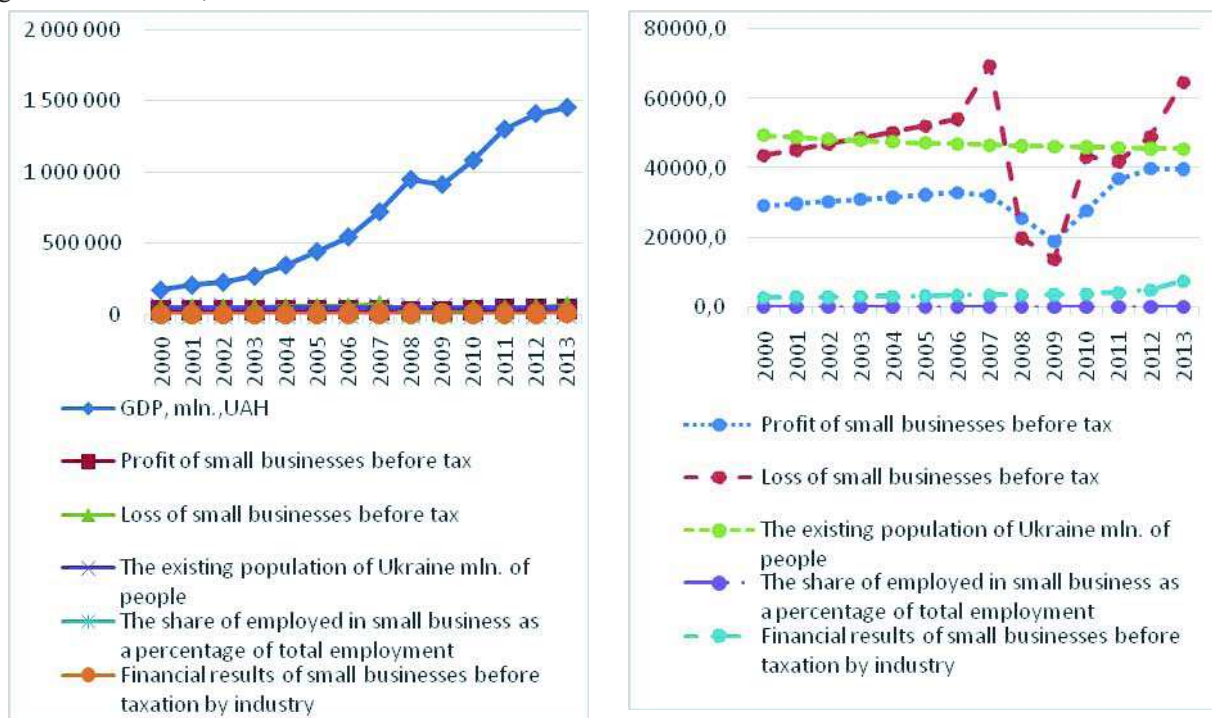 2 000 000
1 500 000
1 000 000
500 000
0
2000
2001
2002
2003
2004
2005
2006
2007
2008
2009
2010
2011
2012
2013
GDP, mln.,UAH
Profit of small businesses before tax
Loss of small businesses before tax
The existing population of Ukraine mln. of
people
The share of employed in small business as
a percentage of total employment
Financial results of small businesses before
taxation by industry
80000,0
60000,0
40000,0
20000,0
0,0
2000
2001
2002
2003
2004
2005
2006
2007
2008
2009
2010
2011
2012
2013
Profit of small businesses before tax
Loss of small businesses before tax
The existing population of Ukraine mln. of
people
The share of employed in small business as
a percentage of total employment
Financial results of small businesses before
taxation by industry